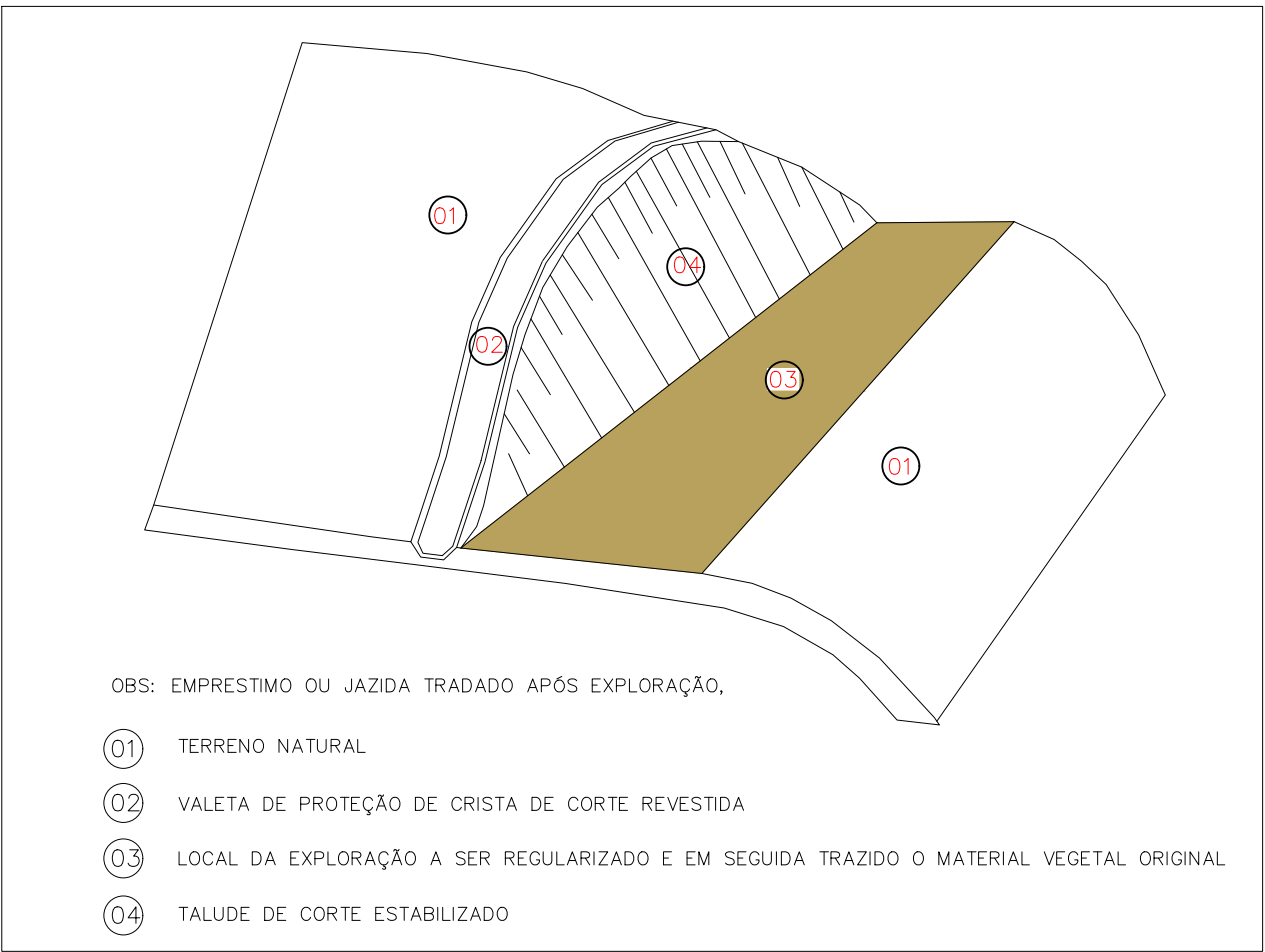 01
04
02
03
01
OBS: EMPRESTIMO OU JAZIDA TRADADO APÓS EXPLORAÇÃO,
01 TERRENO NATURAL
02 VALETA DE PROTEÇÃO DE CRISTA DE CORTE REVESTIDA
03 LOCAL DA EXPLORAÇÃO A SER REGULARIZADO E EM SEGUIDA TRAZIDO O MATERIAL VEGETAL ORIGINAL
04 TALUDE DE CORTE ESTABILIZADO